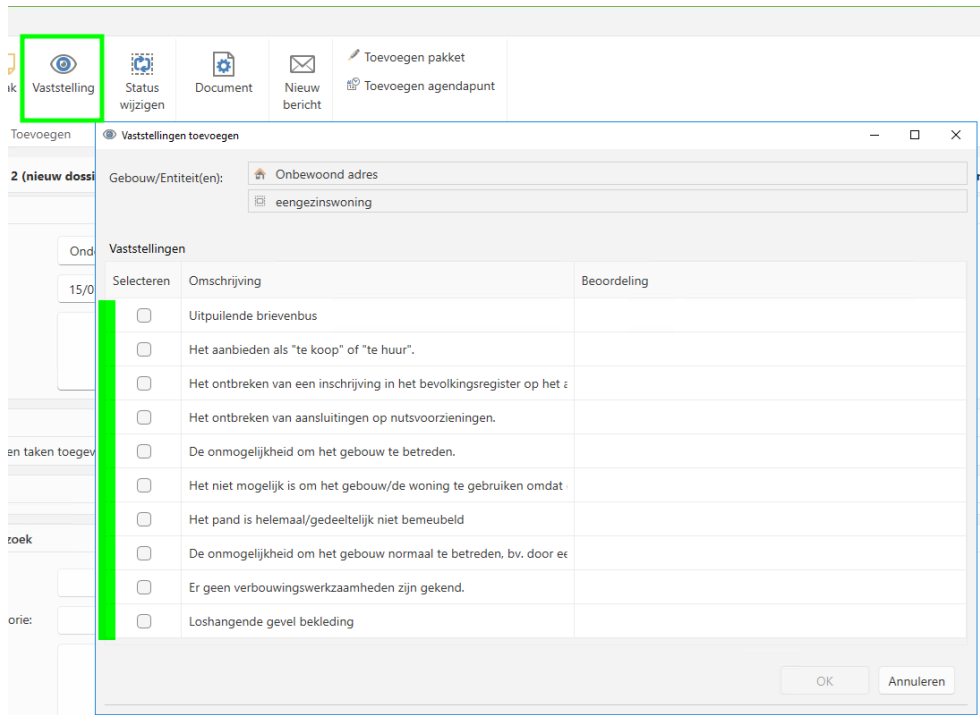 Vaststelling
Status
wijzigen
Document
Nieuw
bericht
Toevoegen pakket
Toevoegen agendapunt
Toevoegen
Vaststellingen toevoegen
2 (nieuw dossi
Gebouw/Entiteit(en):
Onbewoond adres
eengezinswoning
Vaststellingen
Selecteren Omschrijving Beoordeling
15/0
Uitpuilende brievenbus
Het aanbieden als "te koop" of "te huur".
Het ontbreken van een inschrijving in het bevolkingsregister op het a
Het ontbreken van aansluitingen op nutsvoorzieningen.
en taken toegev
De onmogelijkheid om het gebouw te betreden.
Het niet mogelijk is om het gebouw/de woning te gebruiken omdat
Het pand is helemaal/gedeeltelijk niet bemeubeld
zoek
De onmogelijkheid om het gebouw normaal te betreden, bv. door ee
Er geen verbouwingswerkzaamheden zijn gekend.
orie:
Loshangende gevel bekleding
OK Annuleren